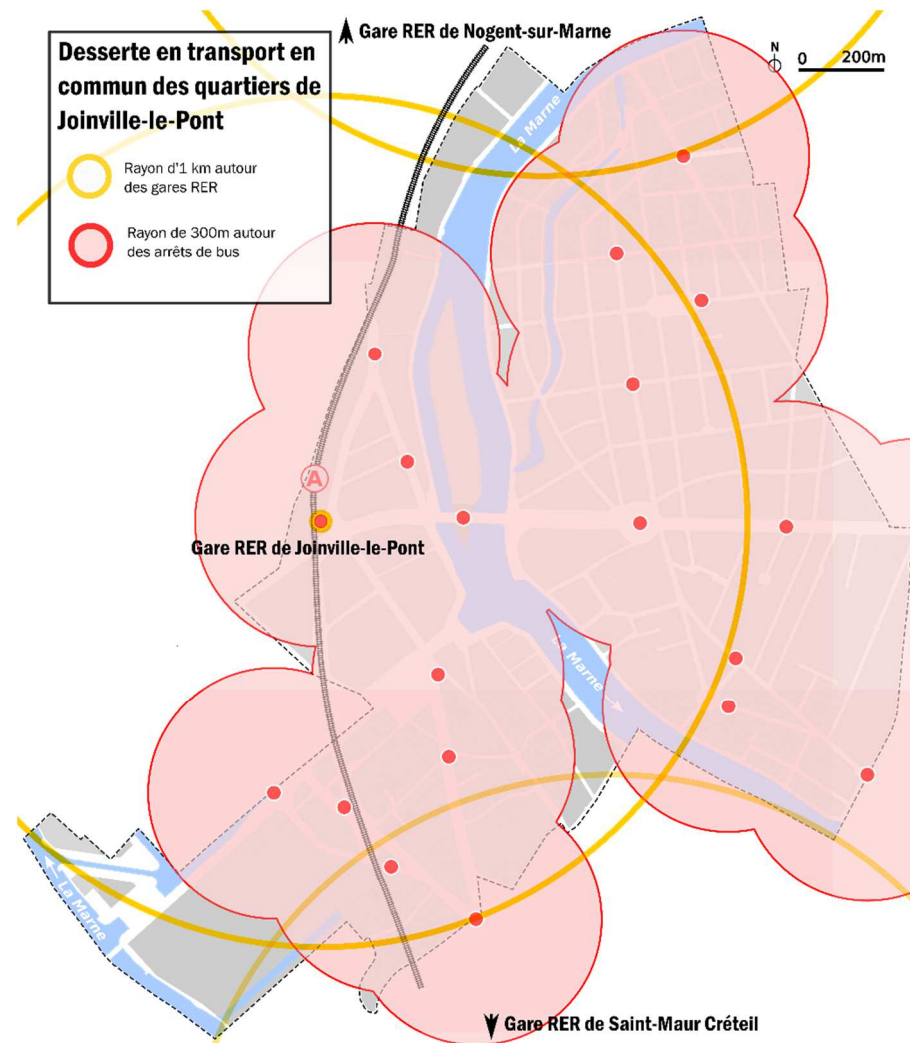 Gare RER de Nogent-sur-Marne
Desserte en transport en
commun des quartiers de
Joinville-le-Pont
Rayon d'1 km autour
des gares RER
Rayon de 300m autour
des arrêts de bus
N
0 200m
La Marne
A
Gare RER de Joinville-le-Pont
La Marne
La Marne
Gare RER de Saint-Maur Créteil